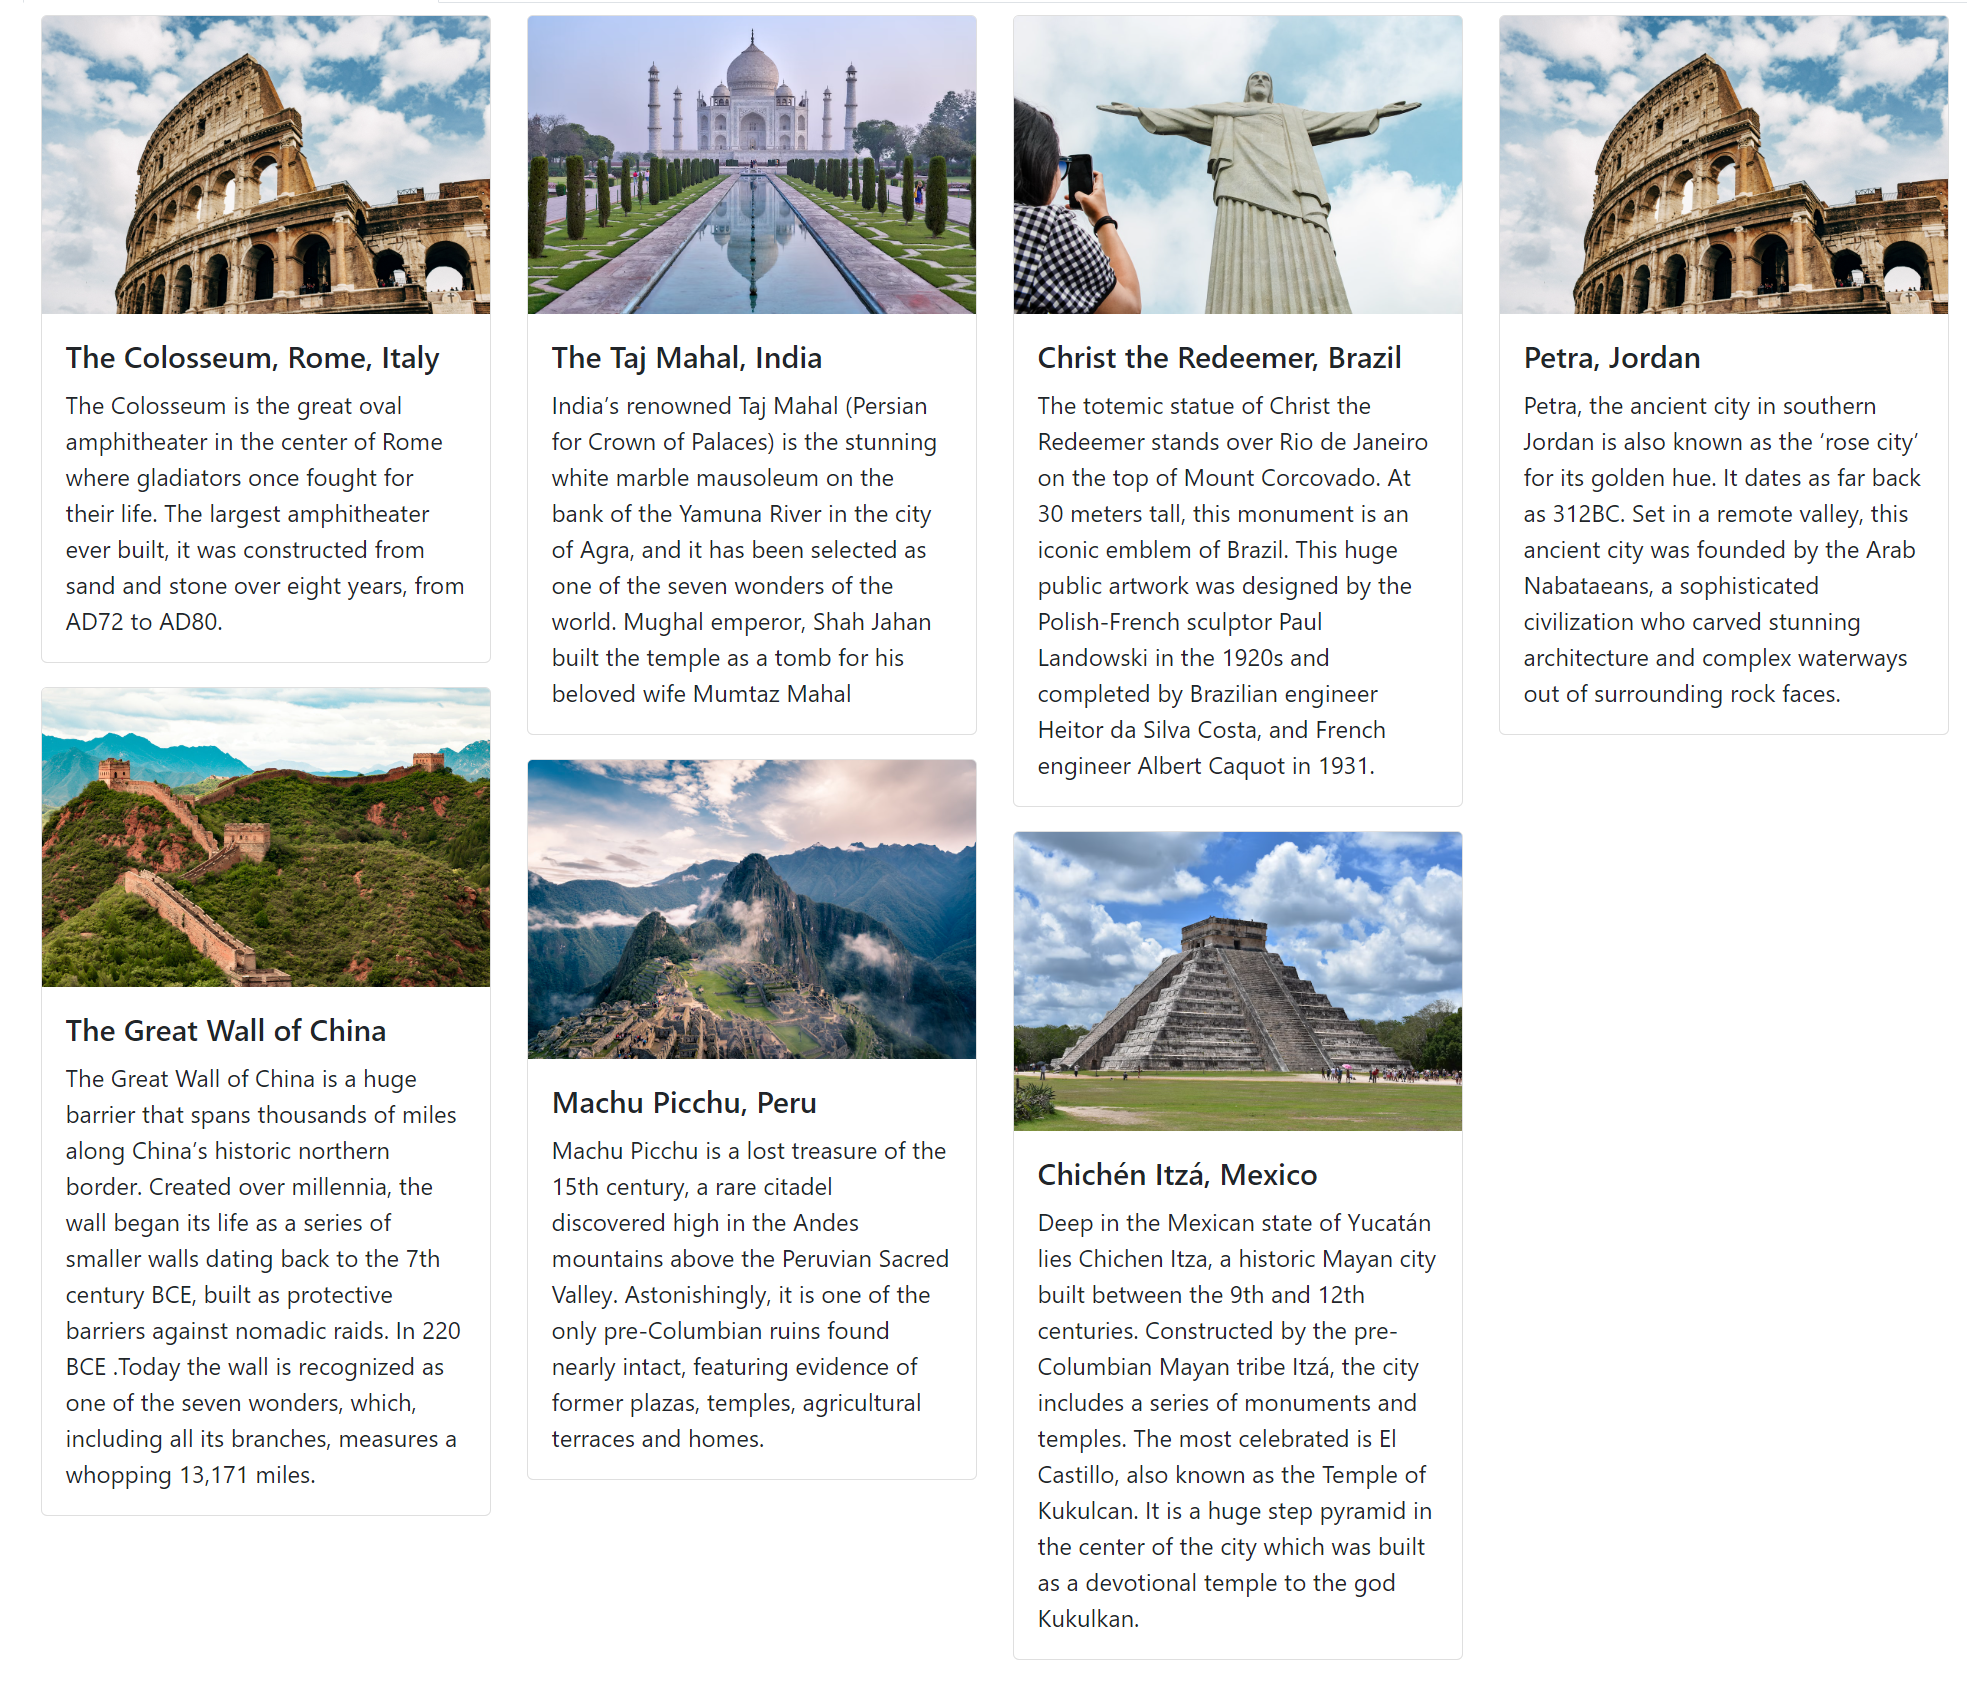 The Colosseum, Rome, Italy
The Colosseum is the great oval
amphitheater in the center of Rome
where gladiators once fought for
their life. The largest amphitheater
ever built, it was constructed from
sand and stone over eight years, from
AD72 to AD80.
The Great Wall of China
The Great Wall of China is a huge
barrier that spans thousands of miles
along China’s historic northern
border. Created over millennia, the
wall began its life as a series of
smaller walls dating back to the 7th
century BCE, built as protective
barriers against nomadic raids. In 220
BCE .Today the wall is recognized as
one of the seven wonders, which,
including all its branches, measures a
whopping 13,171 miles.
The Taj Mahal, India
India’s renowned Taj Mahal (Persian
for Crown of Palaces) is the stunning
white marble mausoleum on the
bank of the Yamuna River in the city
of Agra, and it has been selected as
one of the seven wonders of the
world. Mughal emperor, Shah Jahan
built the temple as a tomb for his
beloved wife Mumtaz Mahal
Machu Picchu, Peru
Machu Picchu is a lost treasure of the
15th century, a rare citadel
discovered high in the Andes
mountains above the Peruvian Sacred
Valley. Astonishingly, it is one of the
only pre-Columbian ruins found
nearly intact, featuring evidence of
former plazas, temples, agricultural
terraces and homes.
Christ the Redeemer, Brazil
The totemic statue of Christ the
Redeemer stands over Rio de Janeiro
on the top of Mount Corcovado. At
30 meters tall, this monument is an
iconic emblem of Brazil. This huge
public artwork was designed by the
Polish-French sculptor Paul
Landowski in the 1920s and
completed by Brazilian engineer
Heitor da Silva Costa, and French
engineer Albert Caquot in 1931.
Chichén Itzá, Mexico
Deep in the Mexican state of Yucatán
lies Chichen Itza, a historic Mayan city
built between the 9th and 12th
centuries. Constructed by the pre-
Columbian Mayan tribe Itzá, the city
includes a series of monuments and
temples. The most celebrated is El
Castillo, also known as the Temple of
Kukulcan. It is a huge step pyramid in
the center of the city which was built
as a devotional temple to the god
Kukulkan.
Petra, Jordan
Petra, the ancient city in southern
Jordan is also known as the ‘rose city’
for its golden hue. It dates as far back
as 312BC. Set in a remote valley, this
ancient city was founded by the Arab
Nabataeans, a sophisticated
civilization who carved stunning
architecture and complex waterways
out of surrounding rock faces.